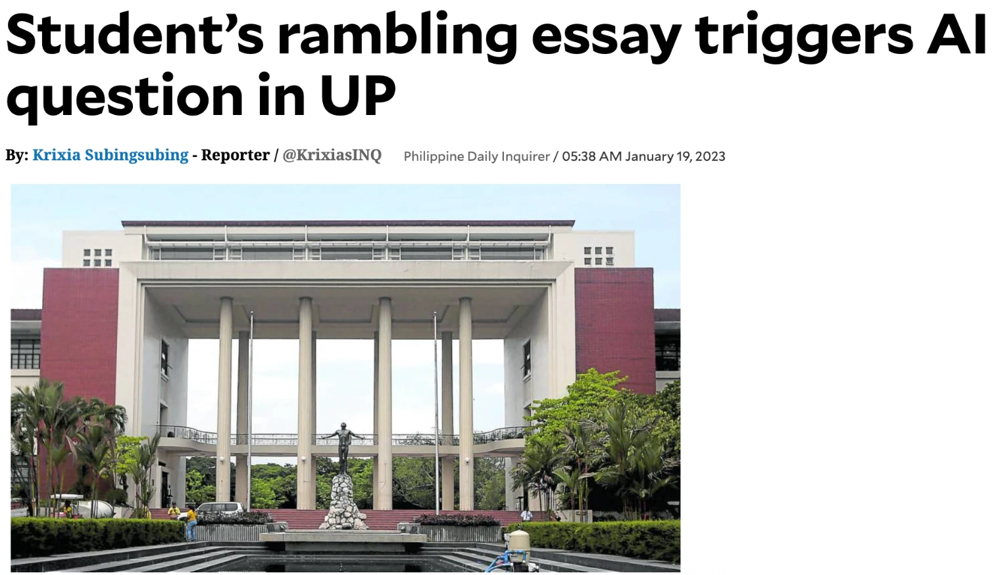 Student’s rambling essay triggers AI
question in UP
By: Krixia Subingsubing - Reporter / @KrixiasINQ Philippine Daily Inquirer / 05:38 AM January 19, 2023